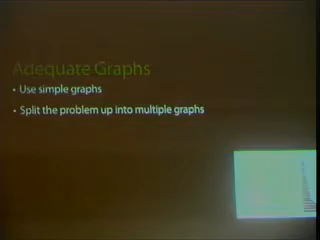 Adequate Graphs
• Use simple graphs
• Split the problem up into multiple graphs